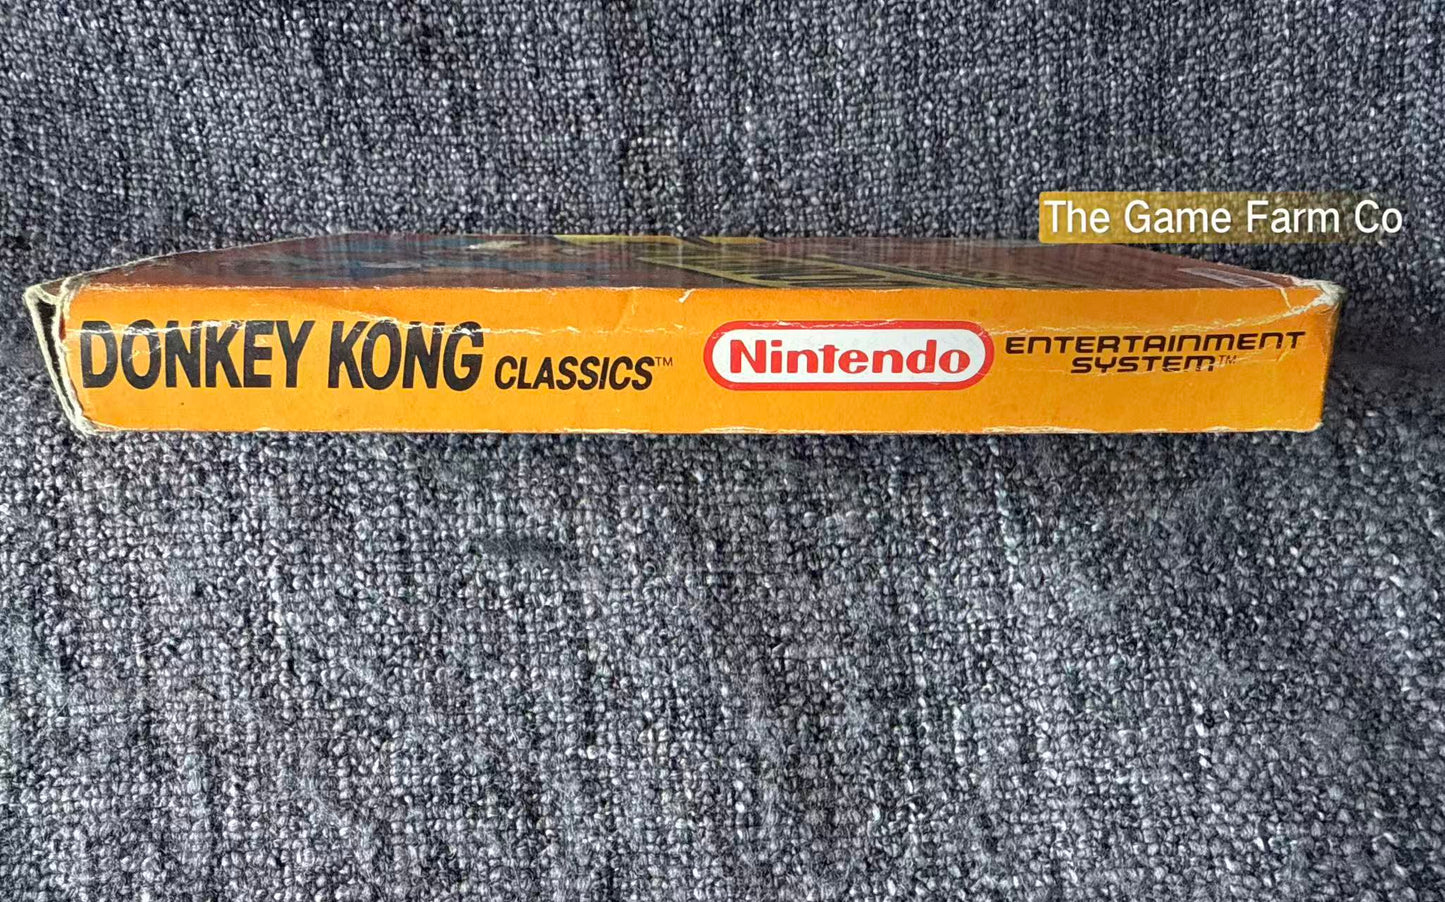 The Game Farm Co
DONKEY KONG CLASSICS™ Nintendo ENTERTAINMENT
SYSTEM™